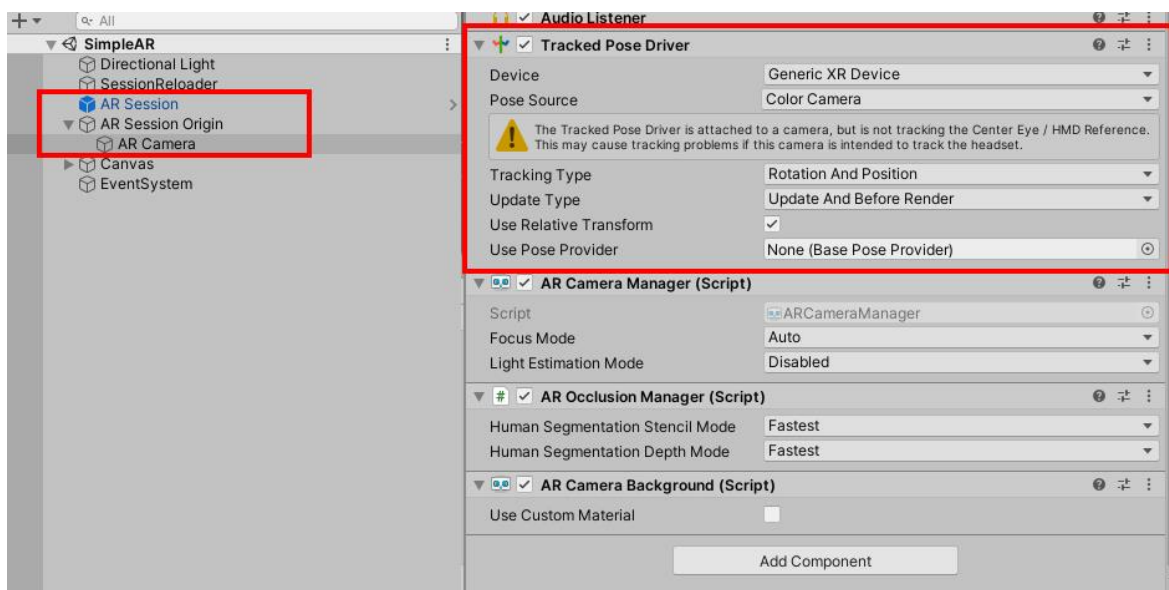 All
SimpleAR
Directional Light
SessionReloader
AR Session
AR Session Origin
AR Camera
Canvas
EventSystem
Audio Listener
Tracked Pose Driver
Device Generic XR Device
Pose Source Color Camera
The Tracked Pose Driver is attached to a camera, but is not tracking the Center Eye / HMD Reference.
This may cause tracking problems if this camera is intended to track the headset.
Tracking Type Rotation And Position
Update Type Update And Before Render
Use Relative Transform
Use Pose Provider None (Base Pose Provider)
AR Camera Manager (Script)
Script ARCameraManager
Focus Mode Auto
Light Estimation Mode Disabled
# AR Occlusion Manager (Script)
Human Segmentation Stencil Mode Fastest
Human Segmentation Depth Mode Fastest
AR Camera Background (Script)
Use Custom Material
Add Component